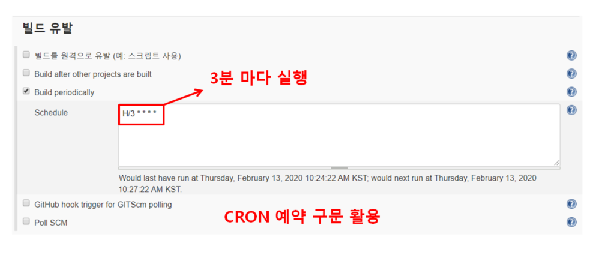 빌드 유발
빌드를 원격으로 유발 (예: 스크립트 사용)
Build after other projects are built
3분 마다 실행
Build periodically
Schedule
H/3 * * * *
Would last have run at Thursday, February 13, 2020 10:24:22 AM KST; would next run at Thursday, February 13, 2020
10:27:22 AM KST.
GitHub hook trigger for GITScm polling
CRON 예약 구문 활용
Poll SCM